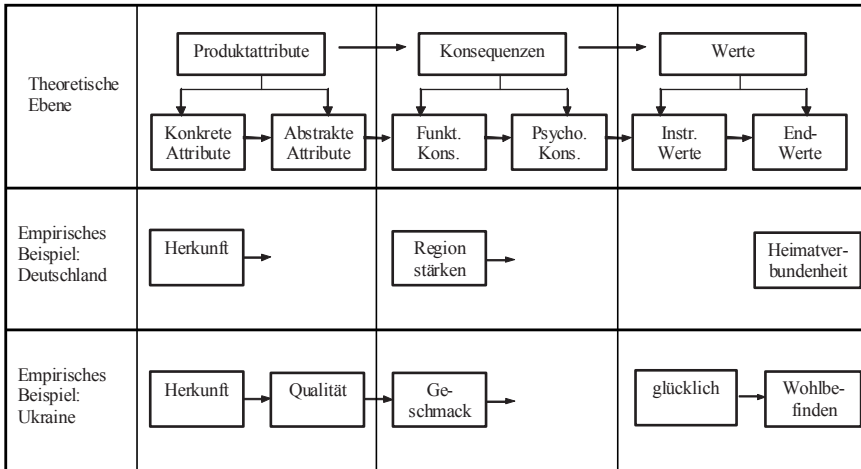 Produktattribute
Konsequenzen
Werte
Theoretische
Ebene
Konkrete
Attribute
Abstrakte
Attribute
Funkt.
Kons.
Psycho.
Kons.
Instr.
Werte
End-
Werte
Empirisches
Beispiel:
Deutschland
Herkunft
Region
stärken
Heimatver-
bundenheit
Empirisches
Beispiel:
Ukraine
Herkunft
Qualität
Ge-
schmack
glücklich
Wohlbe-
finden